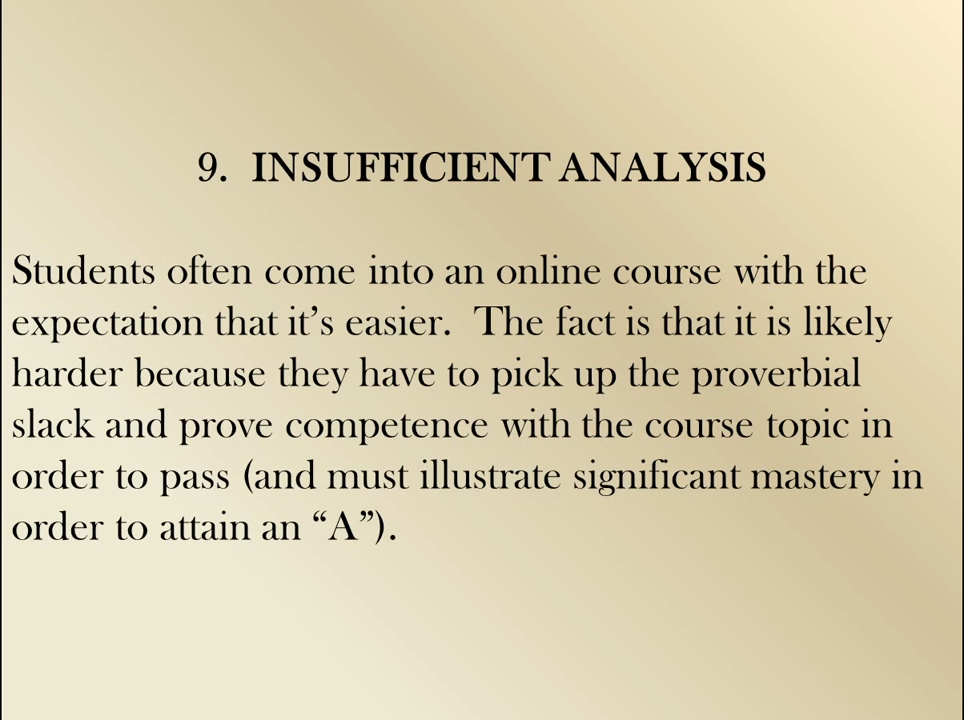 9. INSUFFICIENT ANALYSIS
Students often come into an online course with the
expectation that it’s easier. The fact is that it is likely
harder because they have to pick up the proverbial
slack and prove competence with the course topic in
order to pass (and must illustrate significant mastery in
order to attain an “A”).